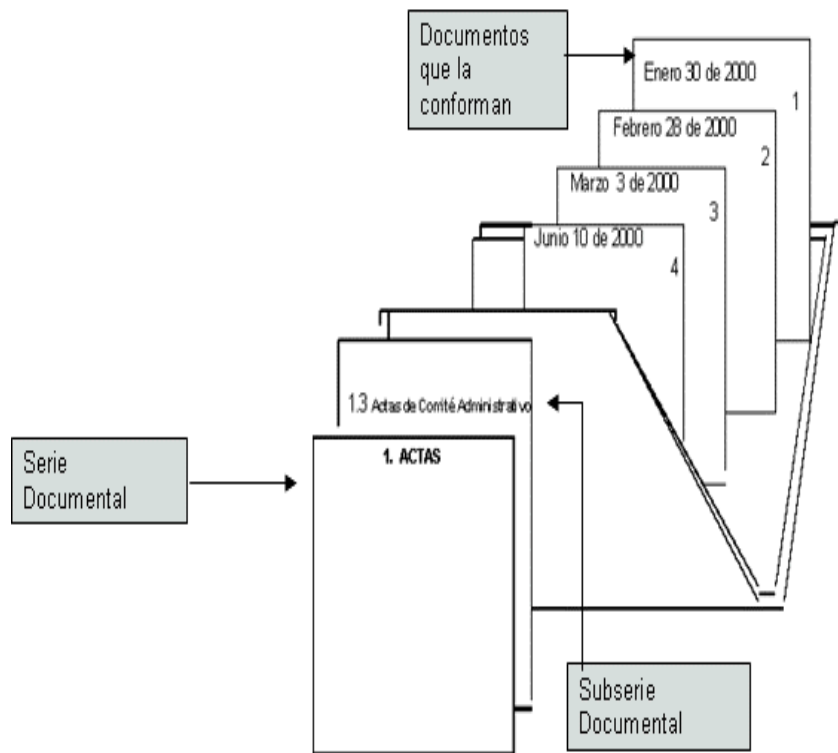 Documentos
que la
conforman
Enero 30 de 2000
1
Febrero 28 de 2000
2
Marzo 3 de 2000
3
Junio 10 de 2000
4
1.3 Actas de Comité Administrativo
1. ACTAS
Serie
Documental
Subserie
Documental